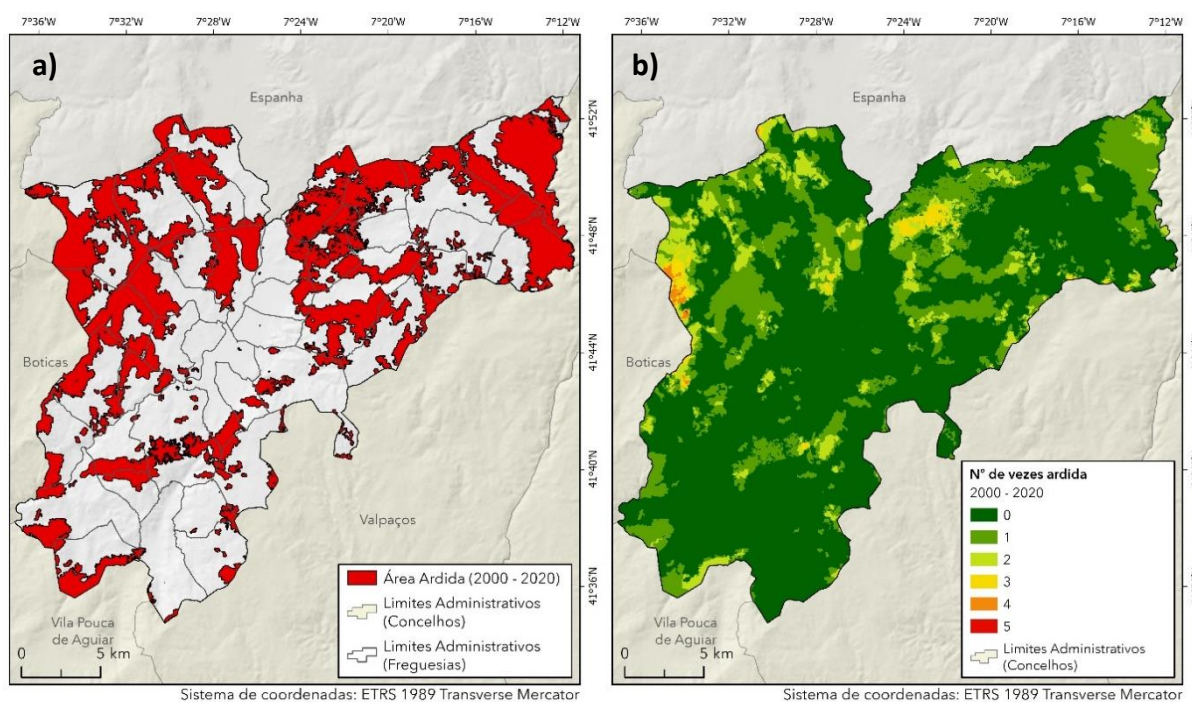 7°36'W 7°32'W 7°28'W 7°24'W 7°20'W 7°16'W 7°12'W
a)
Espanha
41°52'N
41°48'N
41°44'N
41°40'N
41°36'N
Boticas
Valpaços
Vila Pouca
de Aguiar
0 5 km
Área Ardida (2000 - 2020)
Limites Administrativos
(Concelhos)
Limites Administrativos
(Freguesias)
Sistema de coordenadas: ETRS 1989 Transverse Mercator
7°36'W 7°32'W 7°28'W 7°24'W 7°20'W 7°16'W 7°12'W
b)
Espanha
Boticas
Vila Pouca
de Aguiar
0 5 km
N° de vezes ardida
2000 - 2020
0
1
2
3
4
5
Limites Administrativos
(Concelhos)
Sistema de coordenadas: ETRS 1989 Transverse Mercator